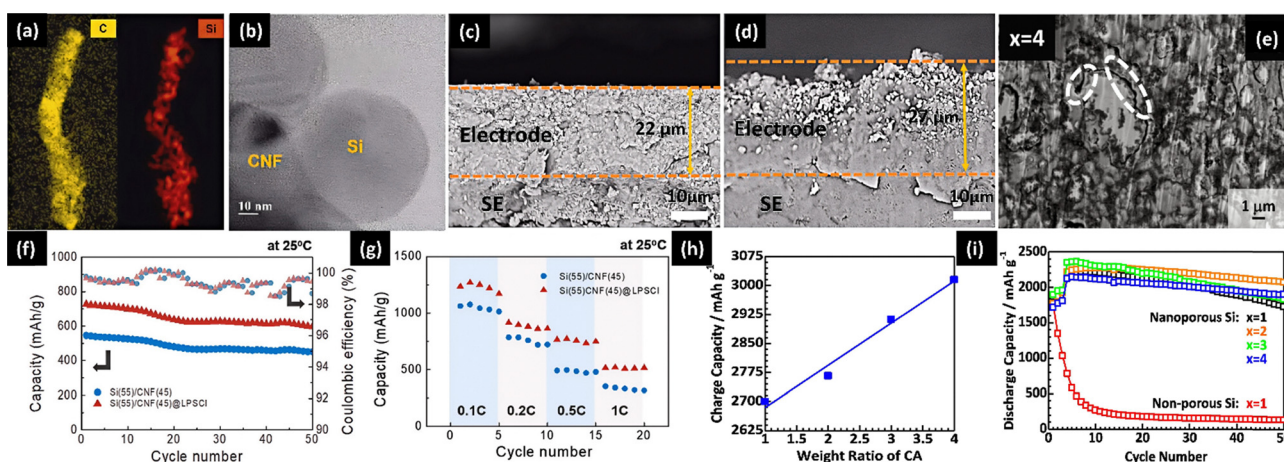 (a)
C
Si
(b)
CNF
Si
10 nm
(c)
Electrode
22 μm
SE
10μm
(d)
Electrode
27 μm
SE
10μm
x=4
(e)
1 μm
(f)
at 25°C
1000
800
600
400
200
0
Capacity (mAh/g)
100
98
96
94
92
90
Coulombic efficiency (%)
Si(55)/CNF(45)
Si(55)/CNF(45)@LPSCI
0 10 20 30 40 50
Cycle number
(g)
at 25°C
1500
1250
1000
750
500
250
0
Capacity (mAh/g)
Si(55)/CNF(45)
Si(55)CNF(45)@LPSCI
0.1C 0.2C 0.5C 1C
0 5 10 15 20
Cycle number
(h)
3075
3000
2925
2850
2775
2700
2625
Charge Capacity / mAh g⁻¹
1 2 3 4
Weight Ratio of CA
(i)
2500
2000
1500
1000
500
0
Discharge Capacity / mAh g⁻¹
Nanoporous Si: x=1
x=2
x=3
x=4
Non-porous Si: x=1
0 10 20 30 40 5
Cycle Number